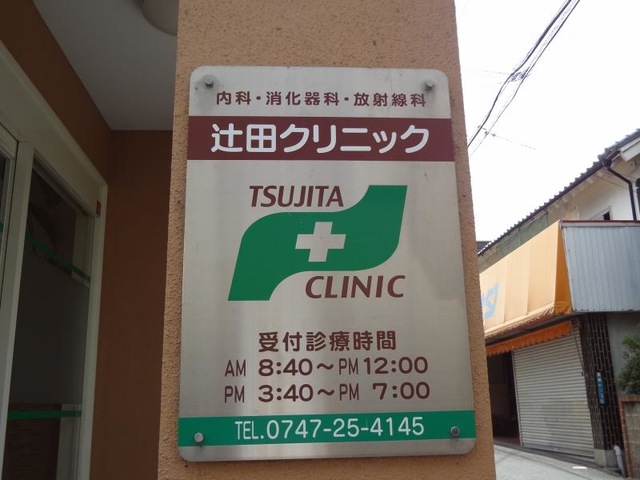 内科・消化器科・放射線科
辻田クリニック
TSUJITA
CLINIC
受付診療時間
AM 8:40～PM 12:00
PM 3:40～PM 7:00
TEL.0747-25-4145